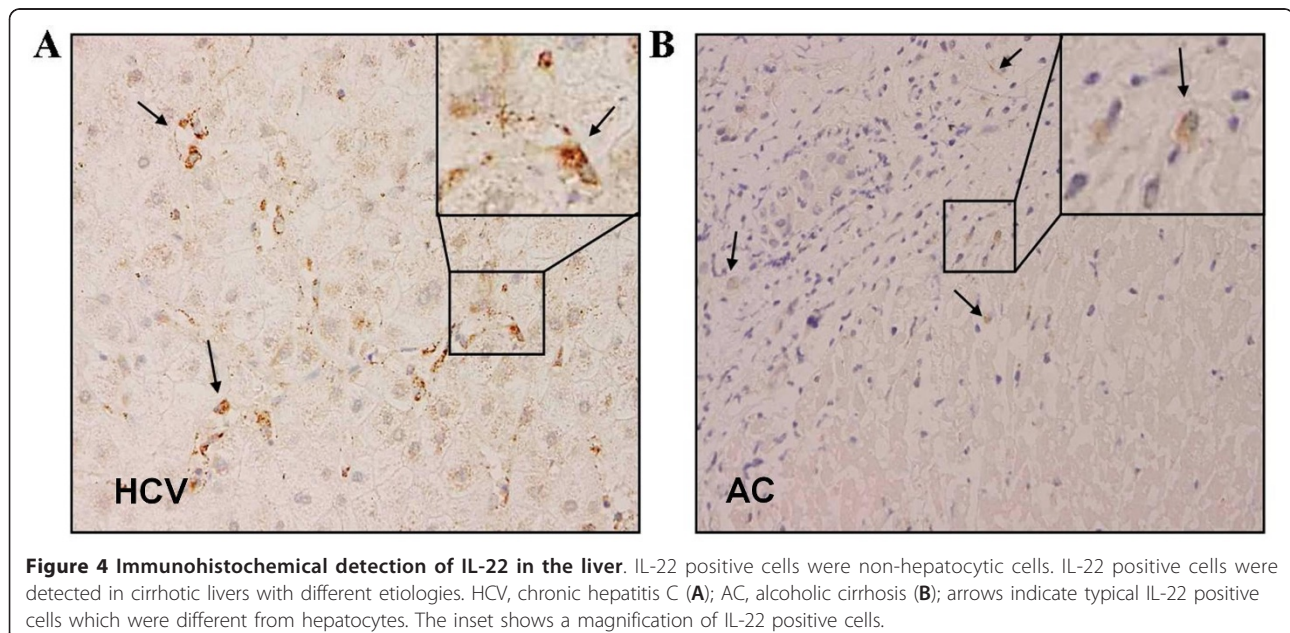 A
B
HCV
AC
Figure 4 Immunohistochemical detection of IL-22 in the liver. IL-22 positive cells were non-hepatocytic cells. IL-22 positive cells were
detected in cirrhotic livers with different etiologies. HCV, chronic hepatitis C (A); AC, alcoholic cirrhosis (B); arrows indicate typical IL-22 positive
cells which were different from hepatocytes. The inset shows a magnification of IL-22 positive cells.